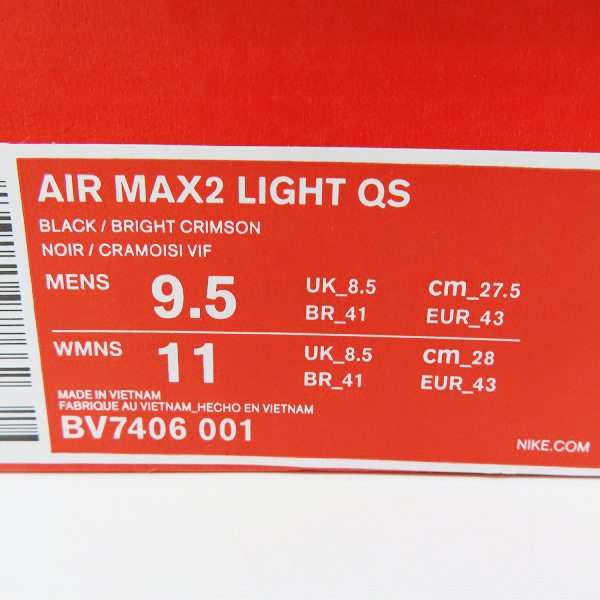 AIR MAX2 LIGHT QS
BLACK / BRIGHT CRIMSON
NOIR / CRAMOISI VIF
MENS 9.5 UK_8.5 cm_27.5
BR_41 EUR_43
WMNS 11 UK_8.5 cm_28
BR_41 EUR_43
MADE IN VIETNAM
FABRIQUE AU VIETNAM_HECHO EN VIETNAM
BV7406 001
NIKE.COM